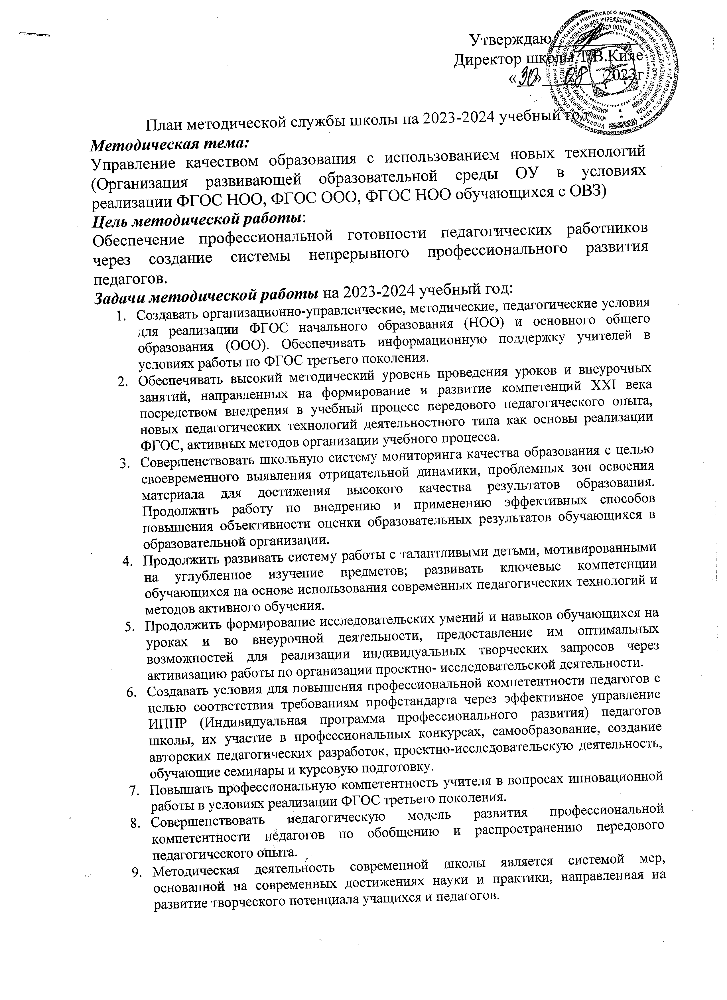 Утверждаю
Директор школы Т.В.Киле
«30» 08 2023г
План методической службы школы на 2023-2024 учебный год
Методическая тема:
Управление качеством образования с использованием новых технологий
(Организация развивающей образовательной среды ОУ в условиях
реализации ФГОС НОО, ФГОС ООО, ФГОС НОО обучающихся с ОВЗ)
Цель методической работы:
Обеспечение профессиональной готовности педагогических работников
через создание системы непрерывного профессионального развития
педагогов.
Задачи методической работы на 2023-2024 учебный год:
1. Создавать организационно-управленческие, методические, педагогические условия
для реализации ФГОС начального образования (НОО) и основного общего
образования (ООО). Обеспечивать информационную поддержку учителей в
условиях работы по ФГОС третьего поколения.
2. Обеспечивать высокий методический уровень проведения уроков и внеурочных
занятий, направленных на формирование и развитие компетенций XXI века
посредством внедрения в учебный процесс передового педагогического опыта,
новых педагогических технологий деятельностного типа как основы реализации
ФГОС, активных методов организации учебного процесса.
3. Совершенствовать школьную систему мониторинга качества образования с целью
своевременного выявления отрицательной динамики, проблемных зон освоения
материала для достижения высокого качества результатов образования.
Продолжить работу по внедрению и применению эффективных способов
повышения объективности оценки образовательных результатов обучающихся в
образовательной организации.
4. Продолжить развивать систему работы с талантливыми детьми, мотивированными
на углубленное изучение предметов; развивать ключевые компетенции
обучающихся на основе использования современных педагогических технологий и
методов активного обучения.
5. Продолжить формирование исследовательских умений и навыков обучающихся на
уроках и во внеурочной деятельности, предоставление им оптимальных
возможностей для реализации индивидуальных творческих запросов через
активизацию работы по организации проектно- исследовательской деятельности.
6. Создавать условия для повышения профессиональной компетентности педагогов с
целью соответствия требованиям профстандарта через эффективное управление
ИППР (Индивидуальная программа профессионального развития) педагогов
школы, их участие в профессиональных конкурсах, самообразование, создание
авторских педагогических разработок, проектно-исследовательскую деятельность,
обучающие семинары и курсовую подготовку.
7. Повышать профессиональную компетентность учителя в вопросах инновационной
работы в условиях реализации ФГОС третьего поколения.
8. Совершенствовать педагогическую модель развития профессиональной
компетентности педагогов по обобщению и распространению передового
педагогического опыта.
9. Методическая деятельность современной школы является системой мер,
основанной на современных достижениях науки и практики, направленная на
развитие творческого потенциала учащихся и педагогов.